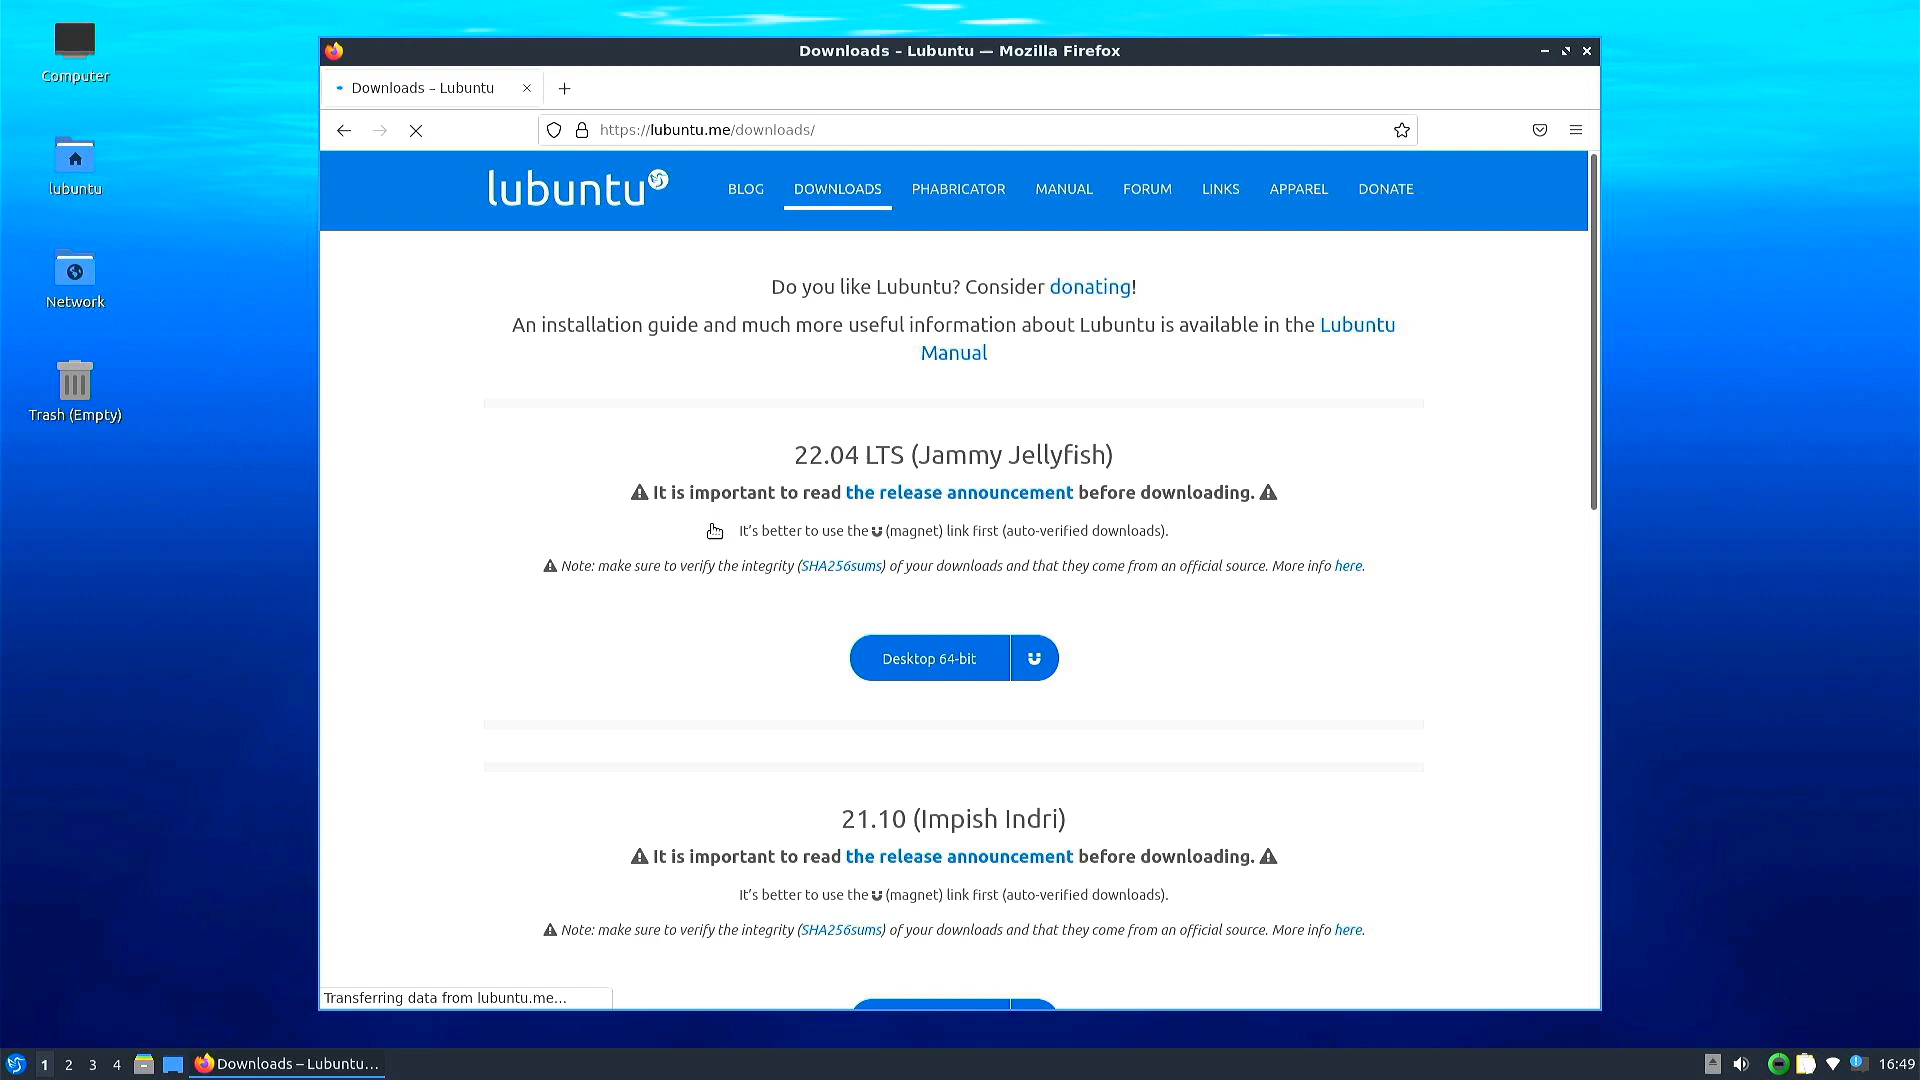 Computer
lubuntu
Network
Trash (Empty)
Downloads – Lubuntu — Mozilla Firefox
Downloads – Lubuntu
https://lubuntu.me/downloads/
lubuntu
BLOG DOWNLOADS PHABRICATOR MANUAL FORUM LINKS APPAREL DONATE
Do you like Lubuntu? Consider donating!
An installation guide and much more useful information about Lubuntu is available in the Lubuntu
Manual
22.04 LTS (Jammy Jellyfish)
It is important to read the release announcement before downloading.
It’s better to use the (magnet) link first (auto-verified downloads).
Note: make sure to verify the integrity (SHA256sums) of your downloads and that they come from an official source. More info here.
Desktop 64-bit
21.10 (Impish Indri)
It is important to read the release announcement before downloading.
It’s better to use the (magnet) link first (auto-verified downloads).
Note: make sure to verify the integrity (SHA256sums) of your downloads and that they come from an official source. More info here.
Transferring data from lubuntu.me…
1 2 3 4 Downloads – Lubuntu… 16:49